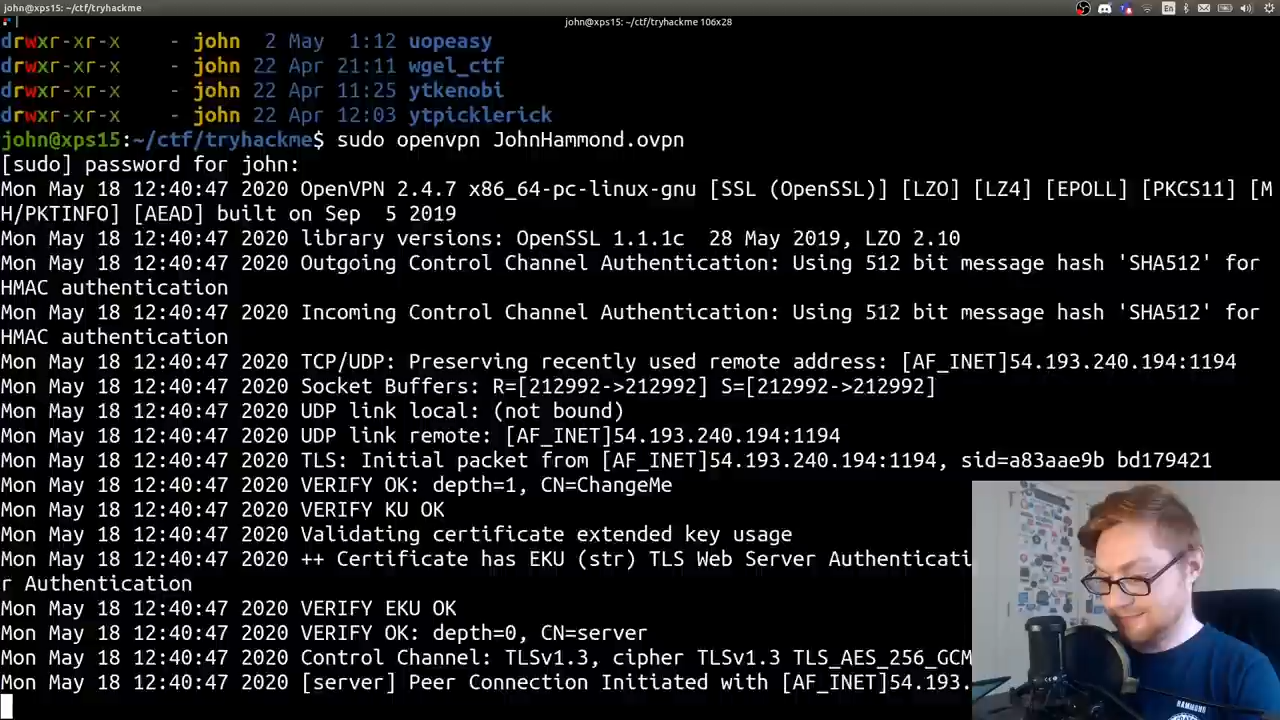 john@xps15: ~/ctf/tryhackme
En
john@xps15: ~/ctf/tryhackme 106x28
drwxr-xr-x - john 2 May 1:12 uopeasy
drwxr-xr-x - john 22 Apr 21:11 wgel_ctf
drwxr-xr-x - john 22 Apr 11:25 ytkenobi
drwxr-xr-x - john 22 Apr 12:03 ytpicklerick
john@xps15:~/ctf/tryhackme$ sudo openvpn JohnHammond.ovpn
[sudo] password for john:
Mon May 18 12:40:47 2020 OpenVPN 2.4.7 x86_64-pc-linux-gnu [SSL (OpenSSL)] [LZO] [LZ4] [EPOLL] [PKCS11] [M
H/PKTINFO] [AEAD] built on Sep  5 2019
Mon May 18 12:40:47 2020 library versions: OpenSSL 1.1.1c  28 May 2019, LZO 2.10
Mon May 18 12:40:47 2020 Outgoing Control Channel Authentication: Using 512 bit message hash 'SHA512' for
HMAC authentication
Mon May 18 12:40:47 2020 Incoming Control Channel Authentication: Using 512 bit message hash 'SHA512' for
HMAC authentication
Mon May 18 12:40:47 2020 TCP/UDP: Preserving recently used remote address: [AF_INET]54.193.240.194:1194
Mon May 18 12:40:47 2020 Socket Buffers: R=[212992->212992] S=[212992->212992]
Mon May 18 12:40:47 2020 UDP link local: (not bound)
Mon May 18 12:40:47 2020 UDP link remote: [AF_INET]54.193.240.194:1194
Mon May 18 12:40:47 2020 TLS: Initial packet from [AF_INET]54.193.240.194:1194, sid=a83aae9b bd179421
Mon May 18 12:40:47 2020 VERIFY OK: depth=1, CN=ChangeMe
Mon May 18 12:40:47 2020 VERIFY KU OK
Mon May 18 12:40:47 2020 Validating certificate extended key usage
Mon May 18 12:40:47 2020 ++ Certificate has EKU (str) TLS Web Server Authenticati
r Authentication
Mon May 18 12:40:47 2020 VERIFY EKU OK
Mon May 18 12:40:47 2020 VERIFY OK: depth=0, CN=server
Mon May 18 12:40:47 2020 Control Channel: TLSv1.3, cipher TLSv1.3 TLS_AES_256_GCM
Mon May 18 12:40:47 2020 [server] Peer Connection Initiated with [AF_INET]54.193.
HAMMOND